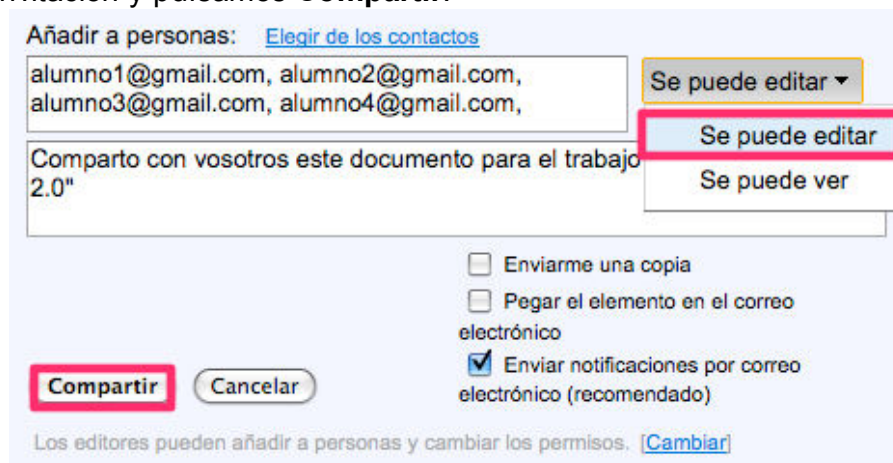 y pulsamos Compartir.
Añadir a personas: Elegir de los contactos
alumno1@gmail.com, alumno2@gmail.com,
alumno3@gmail.com, alumno4@gmail.com,
Se puede editar
Se puede editar
Se puede ver
Comparto con vosotros este documento para el trabajo
2.0"
Enviarme una copia
Pegar el elemento en el correo
electrónico
Enviar notificaciones por correo
electrónico (recomendado)
Compartir Cancelar
Los editores pueden añadir a personas y cambiar los permisos. [Cambiar]